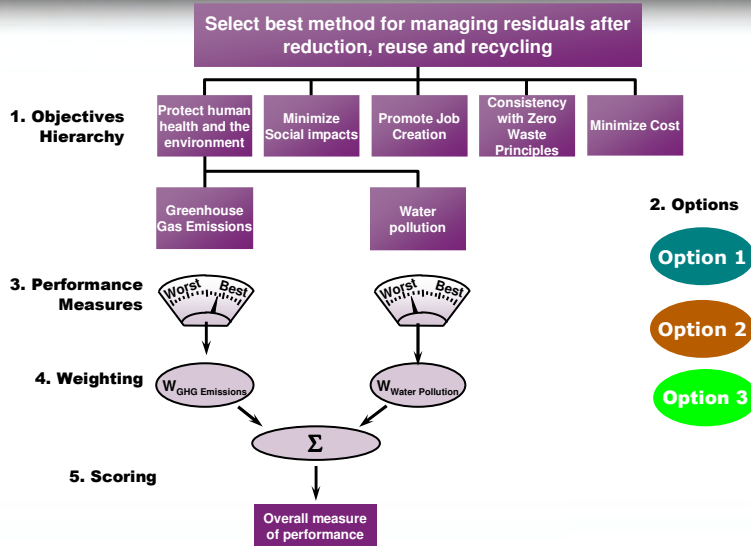 Select best method for managing residuals after
reduction, reuse and recycling
1. Objectives
Hierarchy
Protect human
health and the
environment
Minimize
Social impacts
Promote Job
Creation
Consistency
with Zero
Waste
Principles
Minimize Cost
Greenhouse
Gas Emissions
Water
pollution
2. Options
Option 1
Option 2
Option 3
3. Performance
Measures
Worst Best
Worst Best
4. Weighting
W GHG Emissions
W Water Pollution
Σ
5. Scoring
Overall measure
of performance